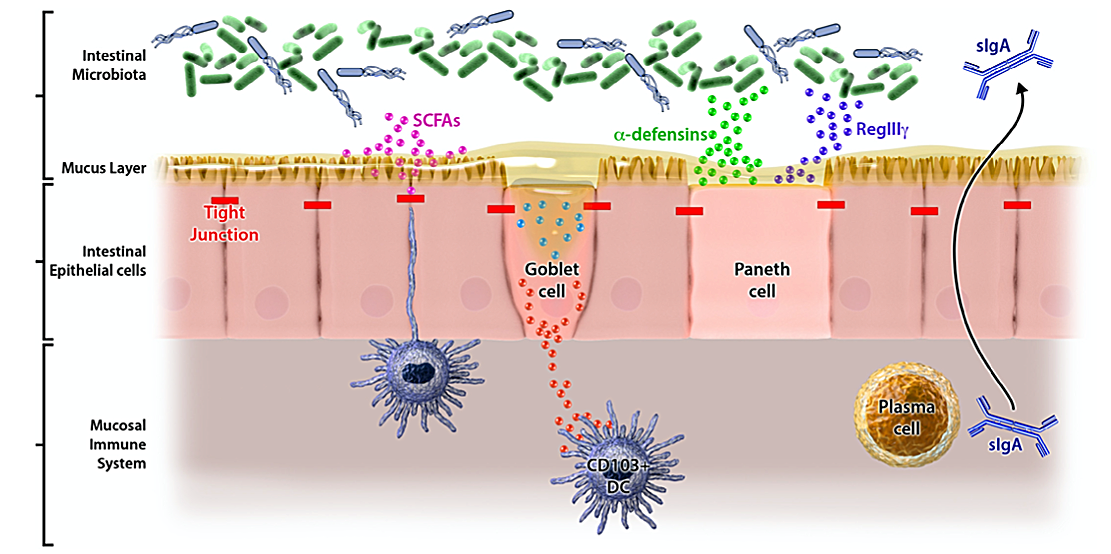 Intestinal
Microbiota
Mucus Layer
Intestinal
Epithelial cells
Mucosal
Immune
System
SCFAs
α-defensins
RegIIIγ
sIgA
Tight
Junction
Goblet
cell
Paneth
cell
CD103+
DC
Plasma
cell
sIgA